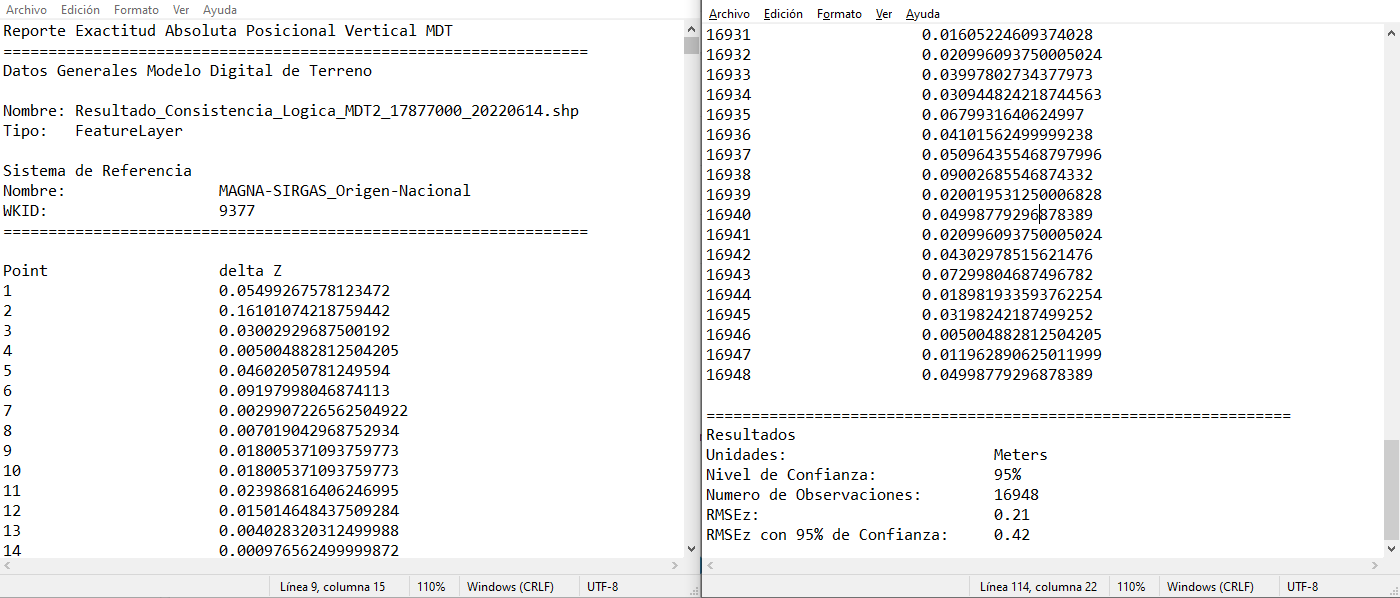 Archivo Edición Formato Ver Ayuda
Reporte Exactitud Absoluta Posicional Vertical MDT
=================================================================
Datos Generales Modelo Digital de Terreno
Nombre: Resultado_Consistencia_Logica_MDT2_17877000_20220614.shp
Tipo: FeatureLayer
Sistema de Referencia
Nombre: MAGNA-SIRGAS_Origen-Nacional
WKID: 9377
=================================================================
Point delta Z
1 0.05499267578123472
2 0.16101074218759442
3 0.03002929687500192
4 0.005004882812504205
5 0.04602050781249594
6 0.09197998046874113
7 0.0029907226562504922
8 0.007019042968752934
9 0.018005371093759773
10 0.018005371093759773
11 0.023986816406246995
12 0.015014648437509284
13 0.004028320312499988
14 0.000976562499999872
Línea 9, columna 15 110% Windows (CRLF) UTF-8
Archivo Edición Formato Ver Ayuda
16931 0.01605224609374028
16932 0.020996093750005024
16933 0.03997802734377973
16934 0.030944824218744563
16935 0.0679931640624997
16936 0.04101562499999238
16937 0.050964355468797996
16938 0.09002685546874332
16939 0.020019531250006828
16940 0.04998779296878389
16941 0.020996093750005024
16942 0.04302978515621476
16943 0.07299804687496782
16944 0.018981933593762254
16945 0.03198242187499252
16946 0.005004882812504205
16947 0.011962890625011999
16948 0.04998779296878389
=================================================================
Resultados
Unidades: Meters
Nivel de Confianza: 95%
Numero de Observaciones: 16948
RMSEz: 0.21
RMSEz con 95% de Confianza: 0.42
Línea 114, columna 22 110% Windows (CRLF) UTF-8